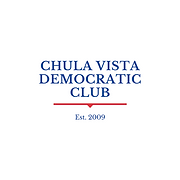 CHULA VISTA
DEMOCRATIC
CLUB
Est. 2009